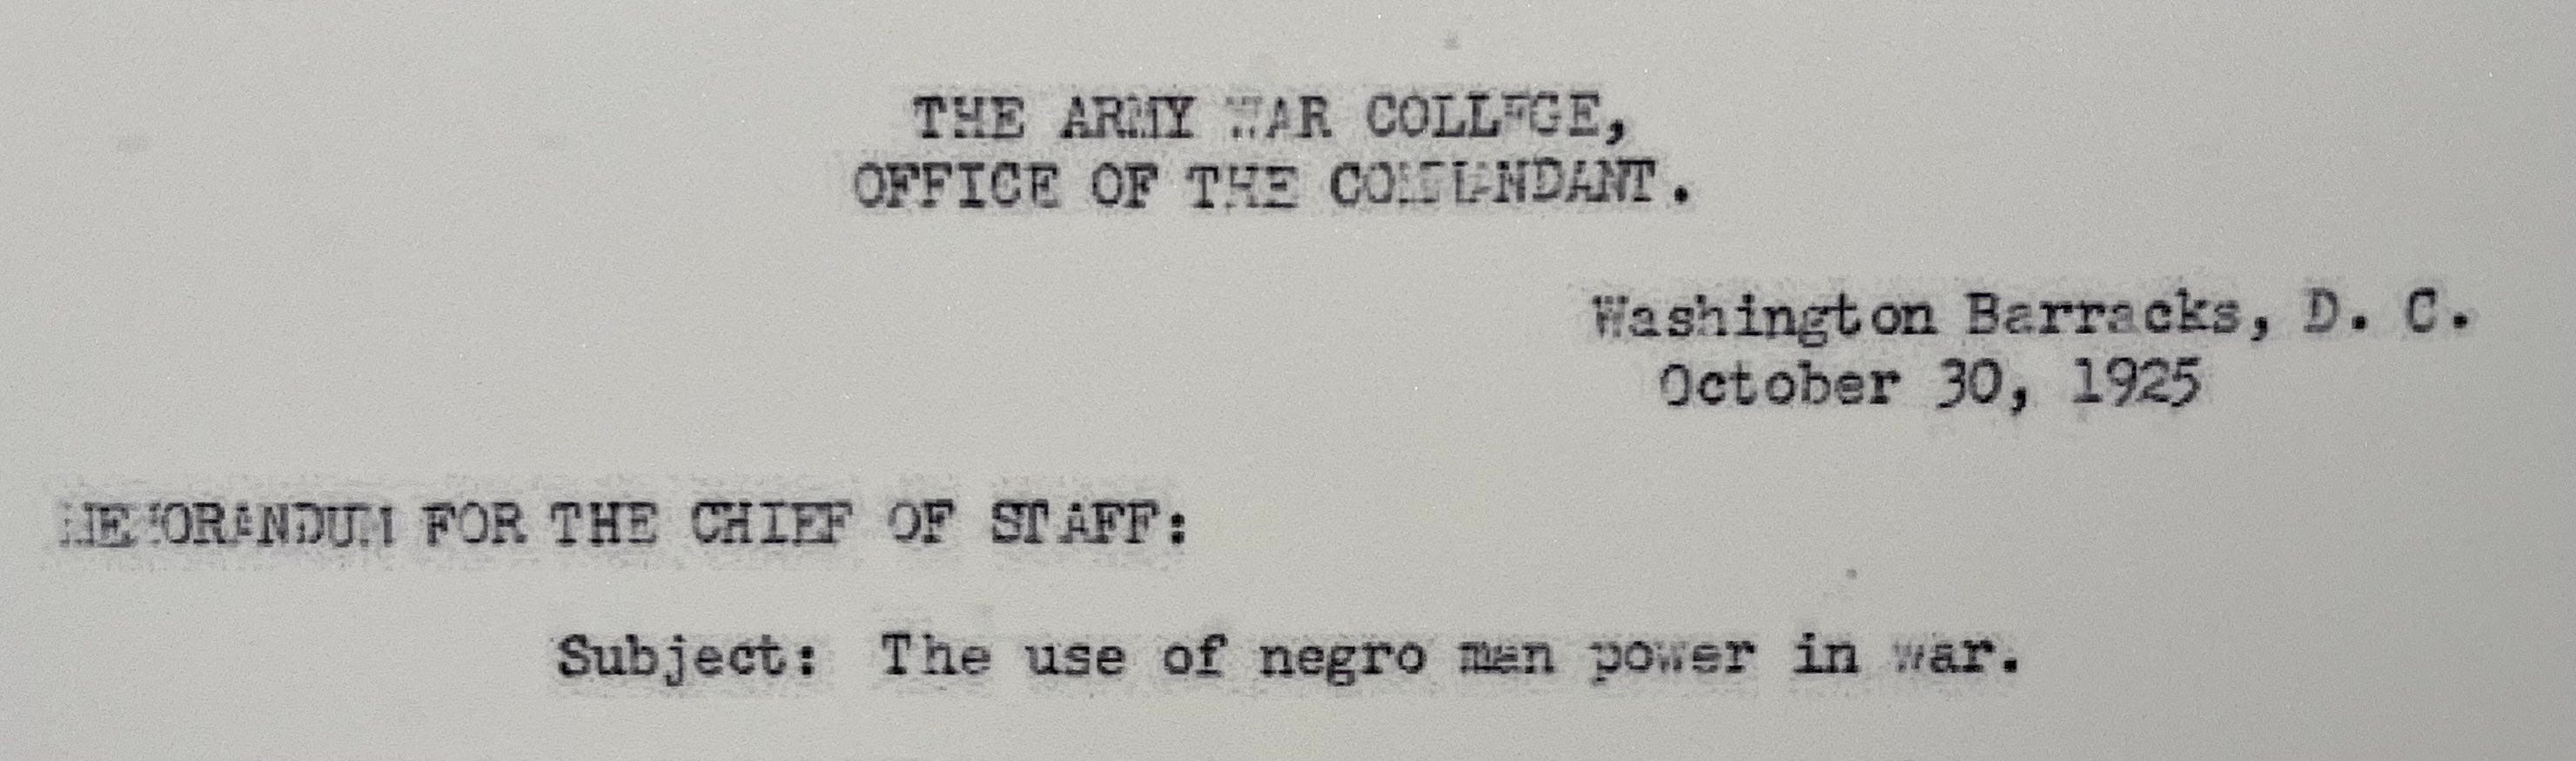 THE ARMY WAR COLLEGE,
OFFICE OF THE COMMANDANT.
Washington Barracks, D. C.
October 30, 1925
MEMORANDUM FOR THE CHIEF OF STAFF:
Subject: The use of negro man power in war.